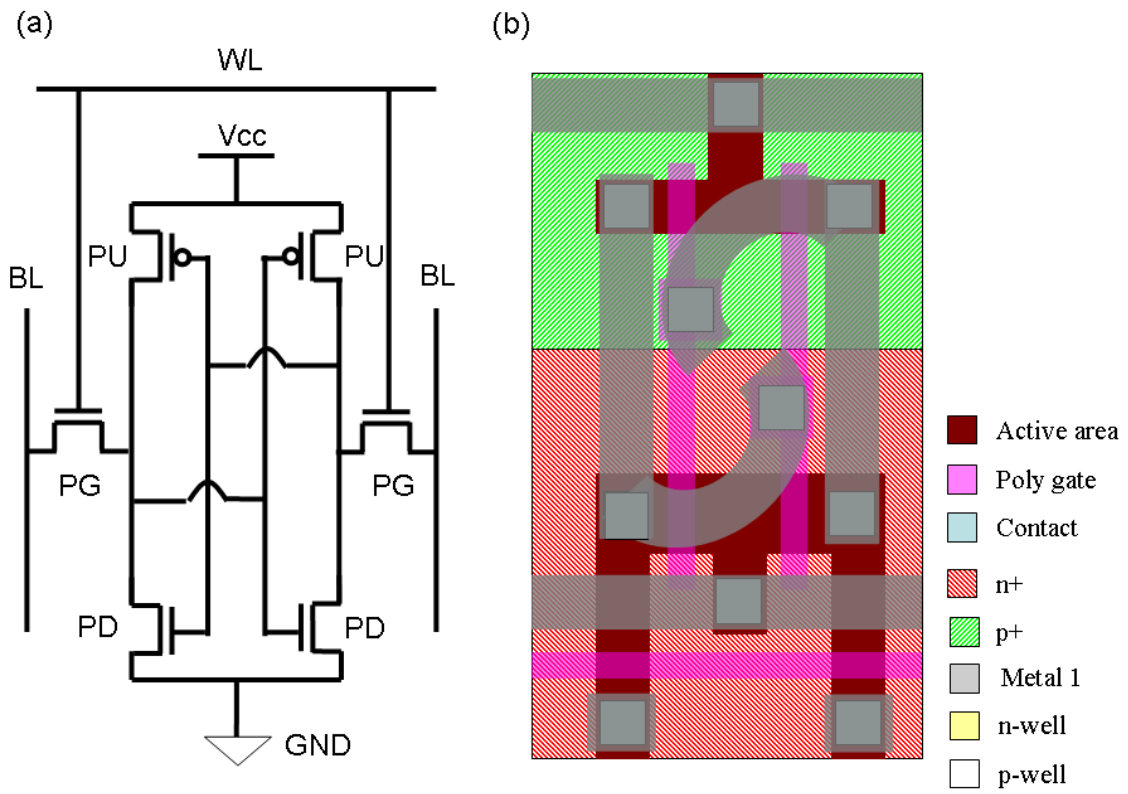 (a)
WL
Vcc
PU
PU
BL
BL
PG
PG
PD
PD
GND
(b)
Active area
Poly gate
Contact
n+
p+
Metal 1
n-well
p-well